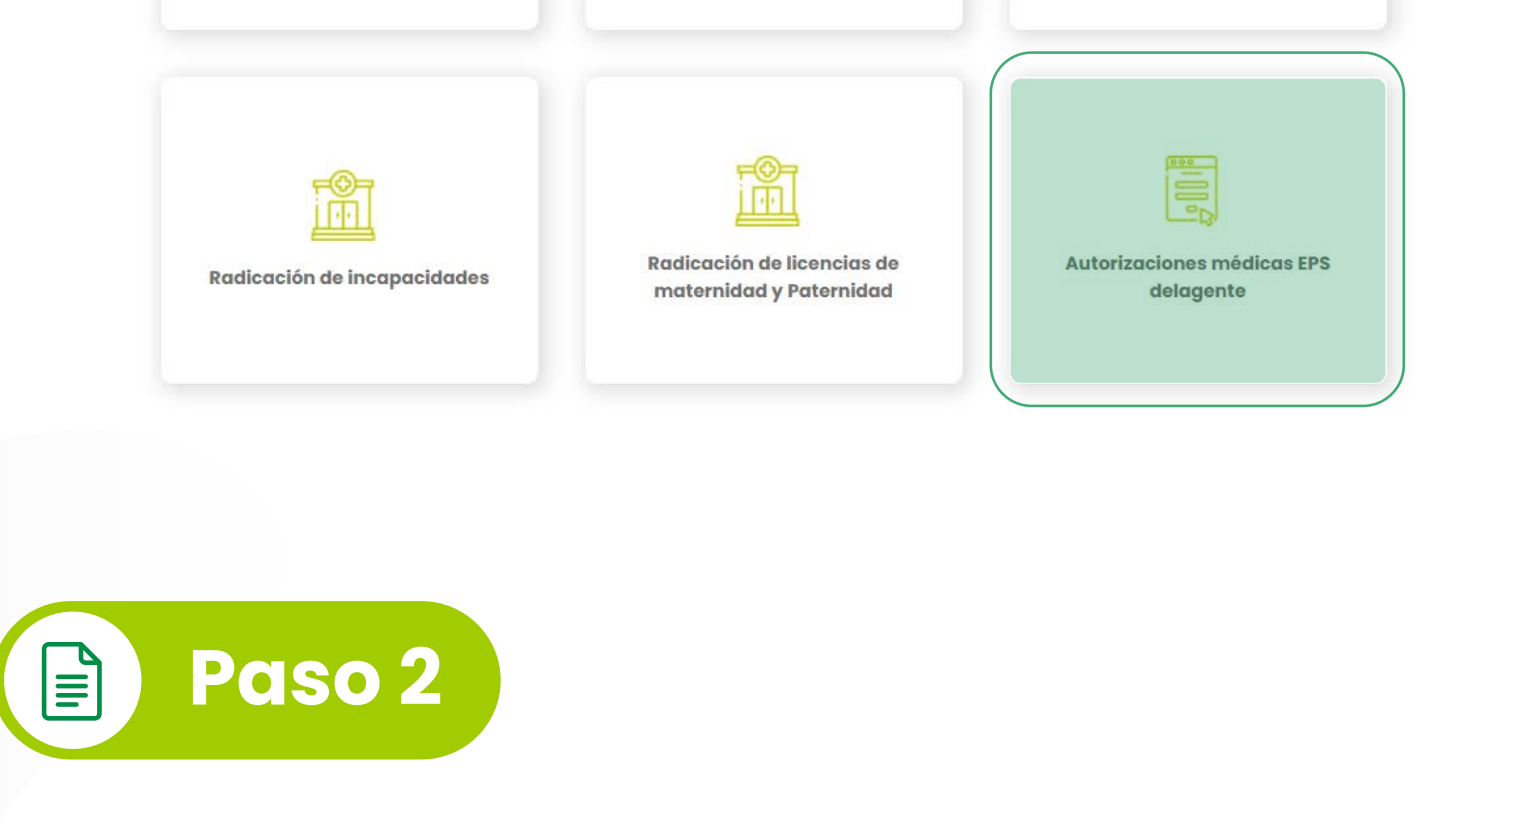 Radicación de incapacidades
Radicación de licencias de
maternidad y Paternidad
Autorizaciones médicas EPS
delagente
Paso 2